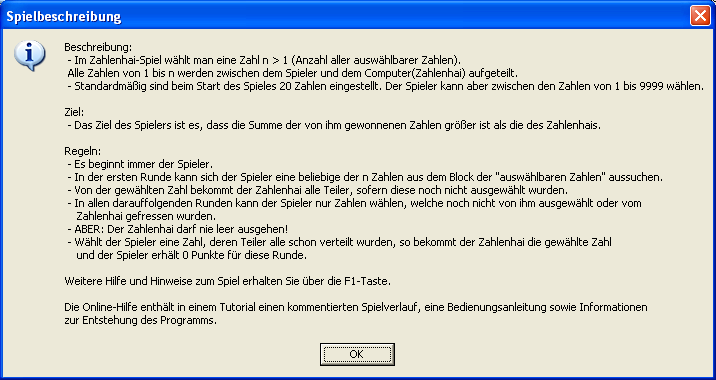 Spielbeschreibung
Beschreibung:
- Im Zahlenhai-Spiel wählt man eine Zahl n > 1 (Anzahl aller auswählbarer Zahlen).
Alle Zahlen von 1 bis n werden zwischen dem Spieler und dem Computer(Zahlenhai) aufgeteilt.
- Standardmäßig sind beim Start des Spieles 20 Zahlen eingestellt. Der Spieler kann aber zwischen den Zahlen von 1 bis 9999 wählen.
Ziel:
- Das Ziel des Spielers ist es, dass die Summe der von ihm gewonnenen Zahlen größer ist als die des Zahlenhais.
Regeln:
- Es beginnt immer der Spieler.
- In der ersten Runde kann sich der Spieler eine beliebige der n Zahlen aus dem Block der "auswählbaren Zahlen" aussuchen.
- Von der gewählten Zahl bekommt der Zahlenhai alle Teiler, sofern diese noch nicht ausgewählt wurden.
- In allen darauffolgenden Runden kann der Spieler nur Zahlen wählen, welche noch nicht von ihm ausgewählt oder vom
Zahlenhai gefressen wurden.
- ABER: Der Zahlenhai darf nie leer ausgehen!
- Wählt der Spieler eine Zahl, deren Teiler alle schon verteilt wurden, so bekommt der Zahlenhai die gewählte Zahl
und der Spieler erhält 0 Punkte für diese Runde.
Weitere Hilfe und Hinweise zum Spiel erhalten Sie über die F1-Taste.
Die Online-Hilfe enthält in einem Tutorial einen kommentierten Spielverlauf, eine Bedienungsanleitung sowie Informationen
zur Entstehung des Programms.
OK